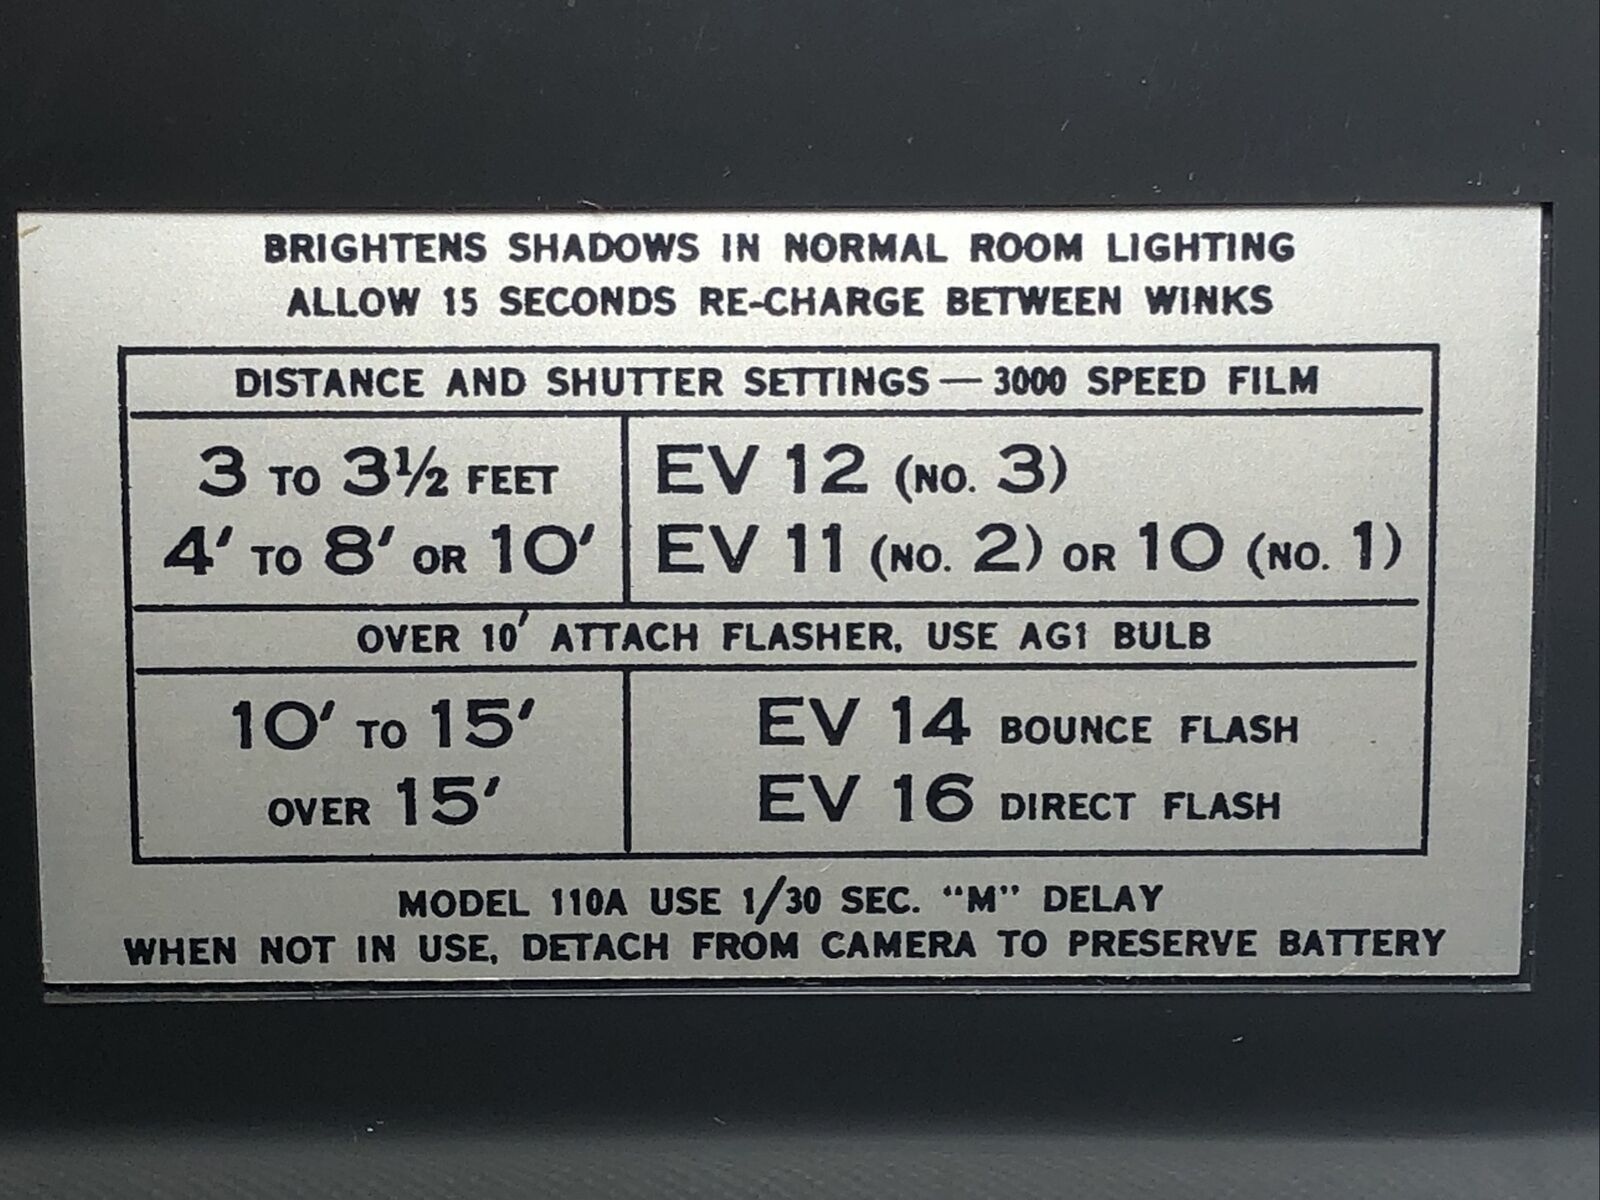 BRIGHTENS SHADOWS IN NORMAL ROOM LIGHTING
ALLOW 15 SECONDS RE-CHARGE BETWEEN WINKS
DISTANCE AND SHUTTER SETTINGS — 3000 SPEED FILM
3 TO 3½ FEET EV 12 (NO. 3)
4' TO 8' OR 10' EV 11 (NO. 2) OR 10 (NO. 1)
OVER 10' ATTACH FLASHER, USE AG1 BULB
10' TO 15' EV 14 BOUNCE FLASH
OVER 15' EV 16 DIRECT FLASH
MODEL 110A USE 1/30 SEC. "M" DELAY
WHEN NOT IN USE, DETACH FROM CAMERA TO PRESERVE BATTERY